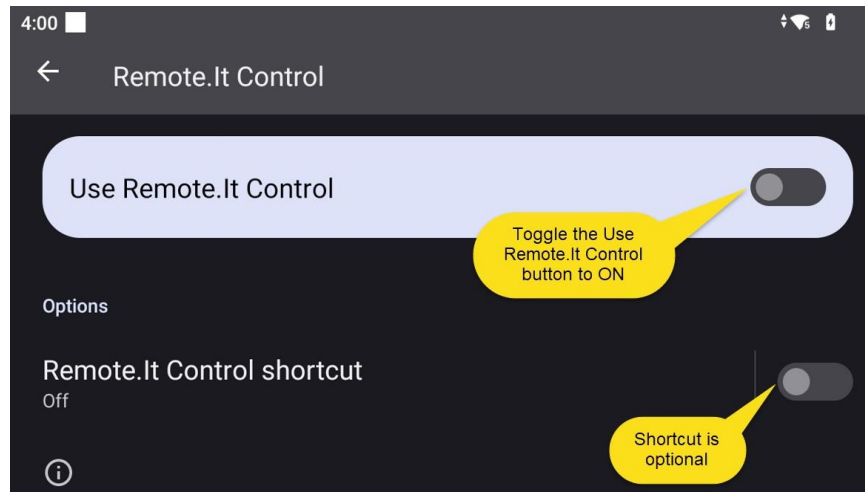 4:00
5
Remote.It Control
Use Remote.It Control
Toggle the Use
Remote.It Control
button to ON
Options
Remote.It Control shortcut
Off
Shortcut is
optional